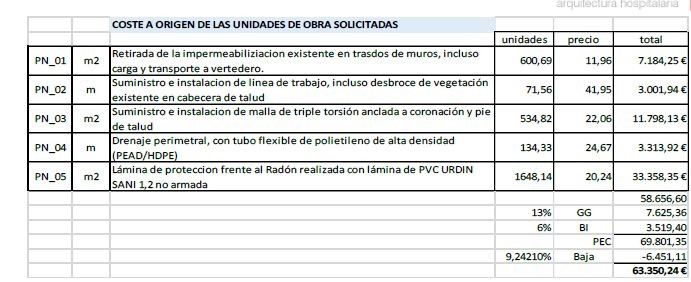 arquitectura hospitalaria
COSTE A ORIGEN DE LAS UNIDADES DE OBRA SOLICITADAS
unidades precio total
PN_01 m2 Retirada de la impermeabiliziacion existente en trasdos de muros, incluso carga y transporte a vertedero. 600,69 11,96 7.184,25 €
PN_02 m Suministro e instalacion de linea de trabajo, incluso desbroce de vegetación existente en cabecera de talud 71,56 41,95 3.001,94 €
PN_03 m2 Suministro e instalacion de malla de triple torsión anclada a coronación y pie de talud 534,82 22,06 11.798,13 €
PN_04 m Drenaje perimetral, con tubo flexible de polietileno de alta densidad (PEAD/HDPE) 134,33 24,67 3.313,92 €
PN_05 m2 Lámina de proteccion frente al Radón realizada con lámina de PVC URDIN SANI 1,2 no armada 1648,14 20,24 33.358,35 €
58.656,60
13% GG 7.625,36
6% BI 3.519,40
PEC 69.801,35
9,24210% Baja -6.451,11
63.350,24 €